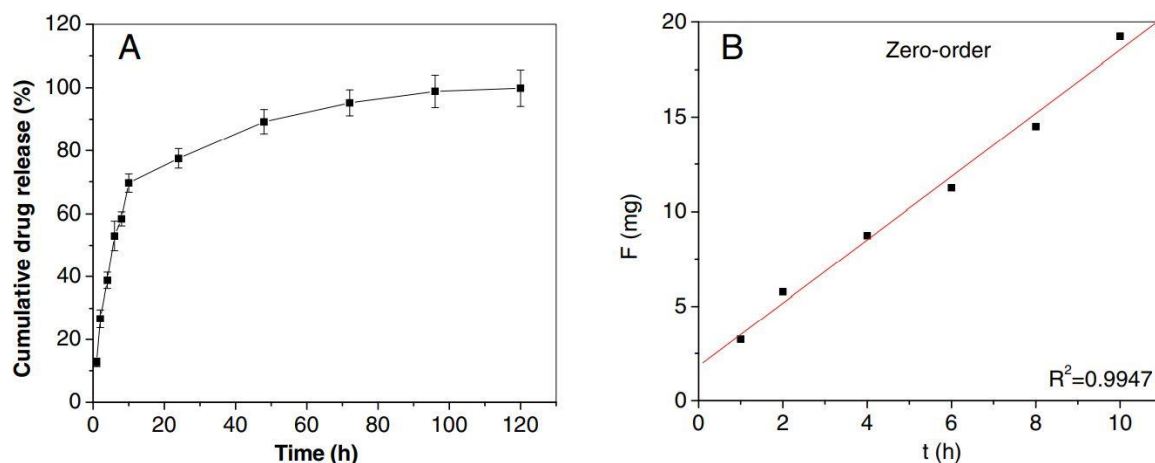 A
Cumulative drug release (%)
120
100
80
60
40
20
0
0 20 40 60 80 100 120
Time (h)
B
Zero-order
F (mg)
20
15
10
5
0
R²=0.9947
0 2 4 6 8 10
t (h)